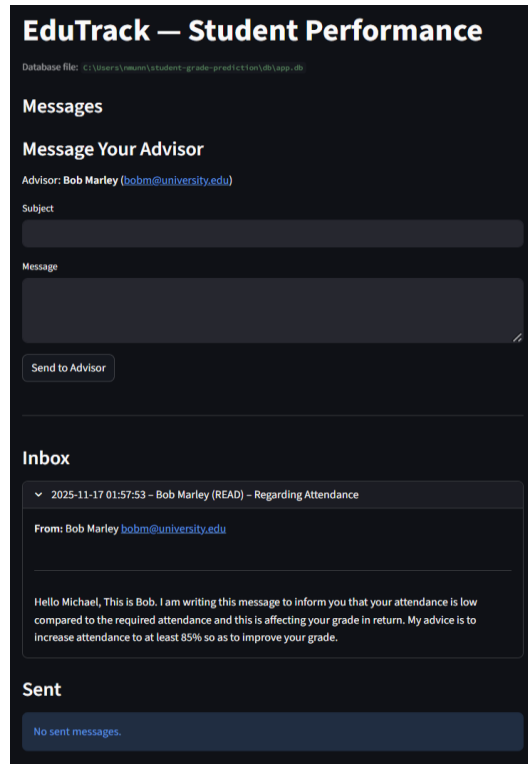 EduTrack — Student Performance
Database file: C:\Users\nmunn\student-grade-prediction\db\app.db
Messages
Message Your Advisor
Advisor: Bob Marley (bobm@university.edu)
Subject
Message
Send to Advisor
Inbox
2025-11-17 01:57:53 – Bob Marley (READ) – Regarding Attendance
From: Bob Marley bobm@university.edu
Hello Michael, This is Bob. I am writing this message to inform you that your attendance is low
compared to the required attendance and this is affecting your grade in return. My advice is to
increase attendance to at least 85% so as to improve your grade.
Sent
No sent messages.